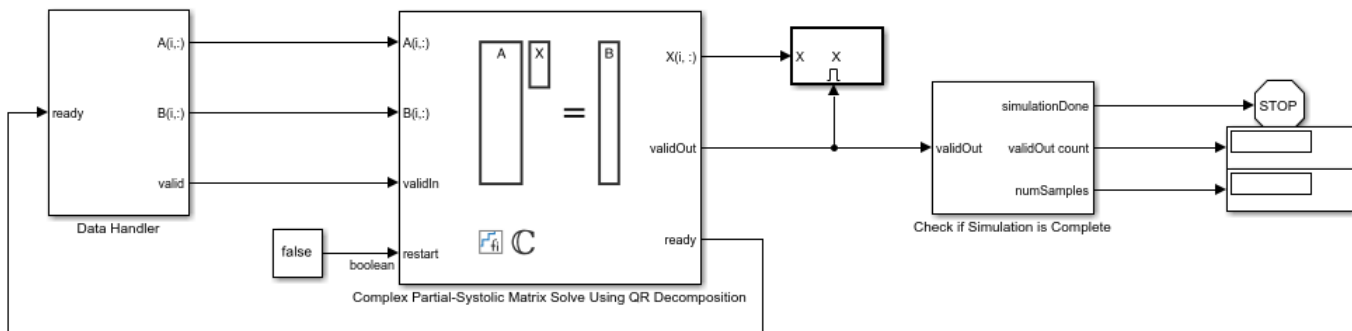 ready
A(i,:)
B(i,:)
valid
Data Handler
false
boolean
A(i,:)
B(i,:)
validIn
restart
A
X
=
B
fi
ℂ
X(i, :)
validOut
ready
Complex Partial-Systolic Matrix Solve Using QR Decomposition
X
X
validOut
simulationDone
validOut count
numSamples
Check if Simulation is Complete
STOP